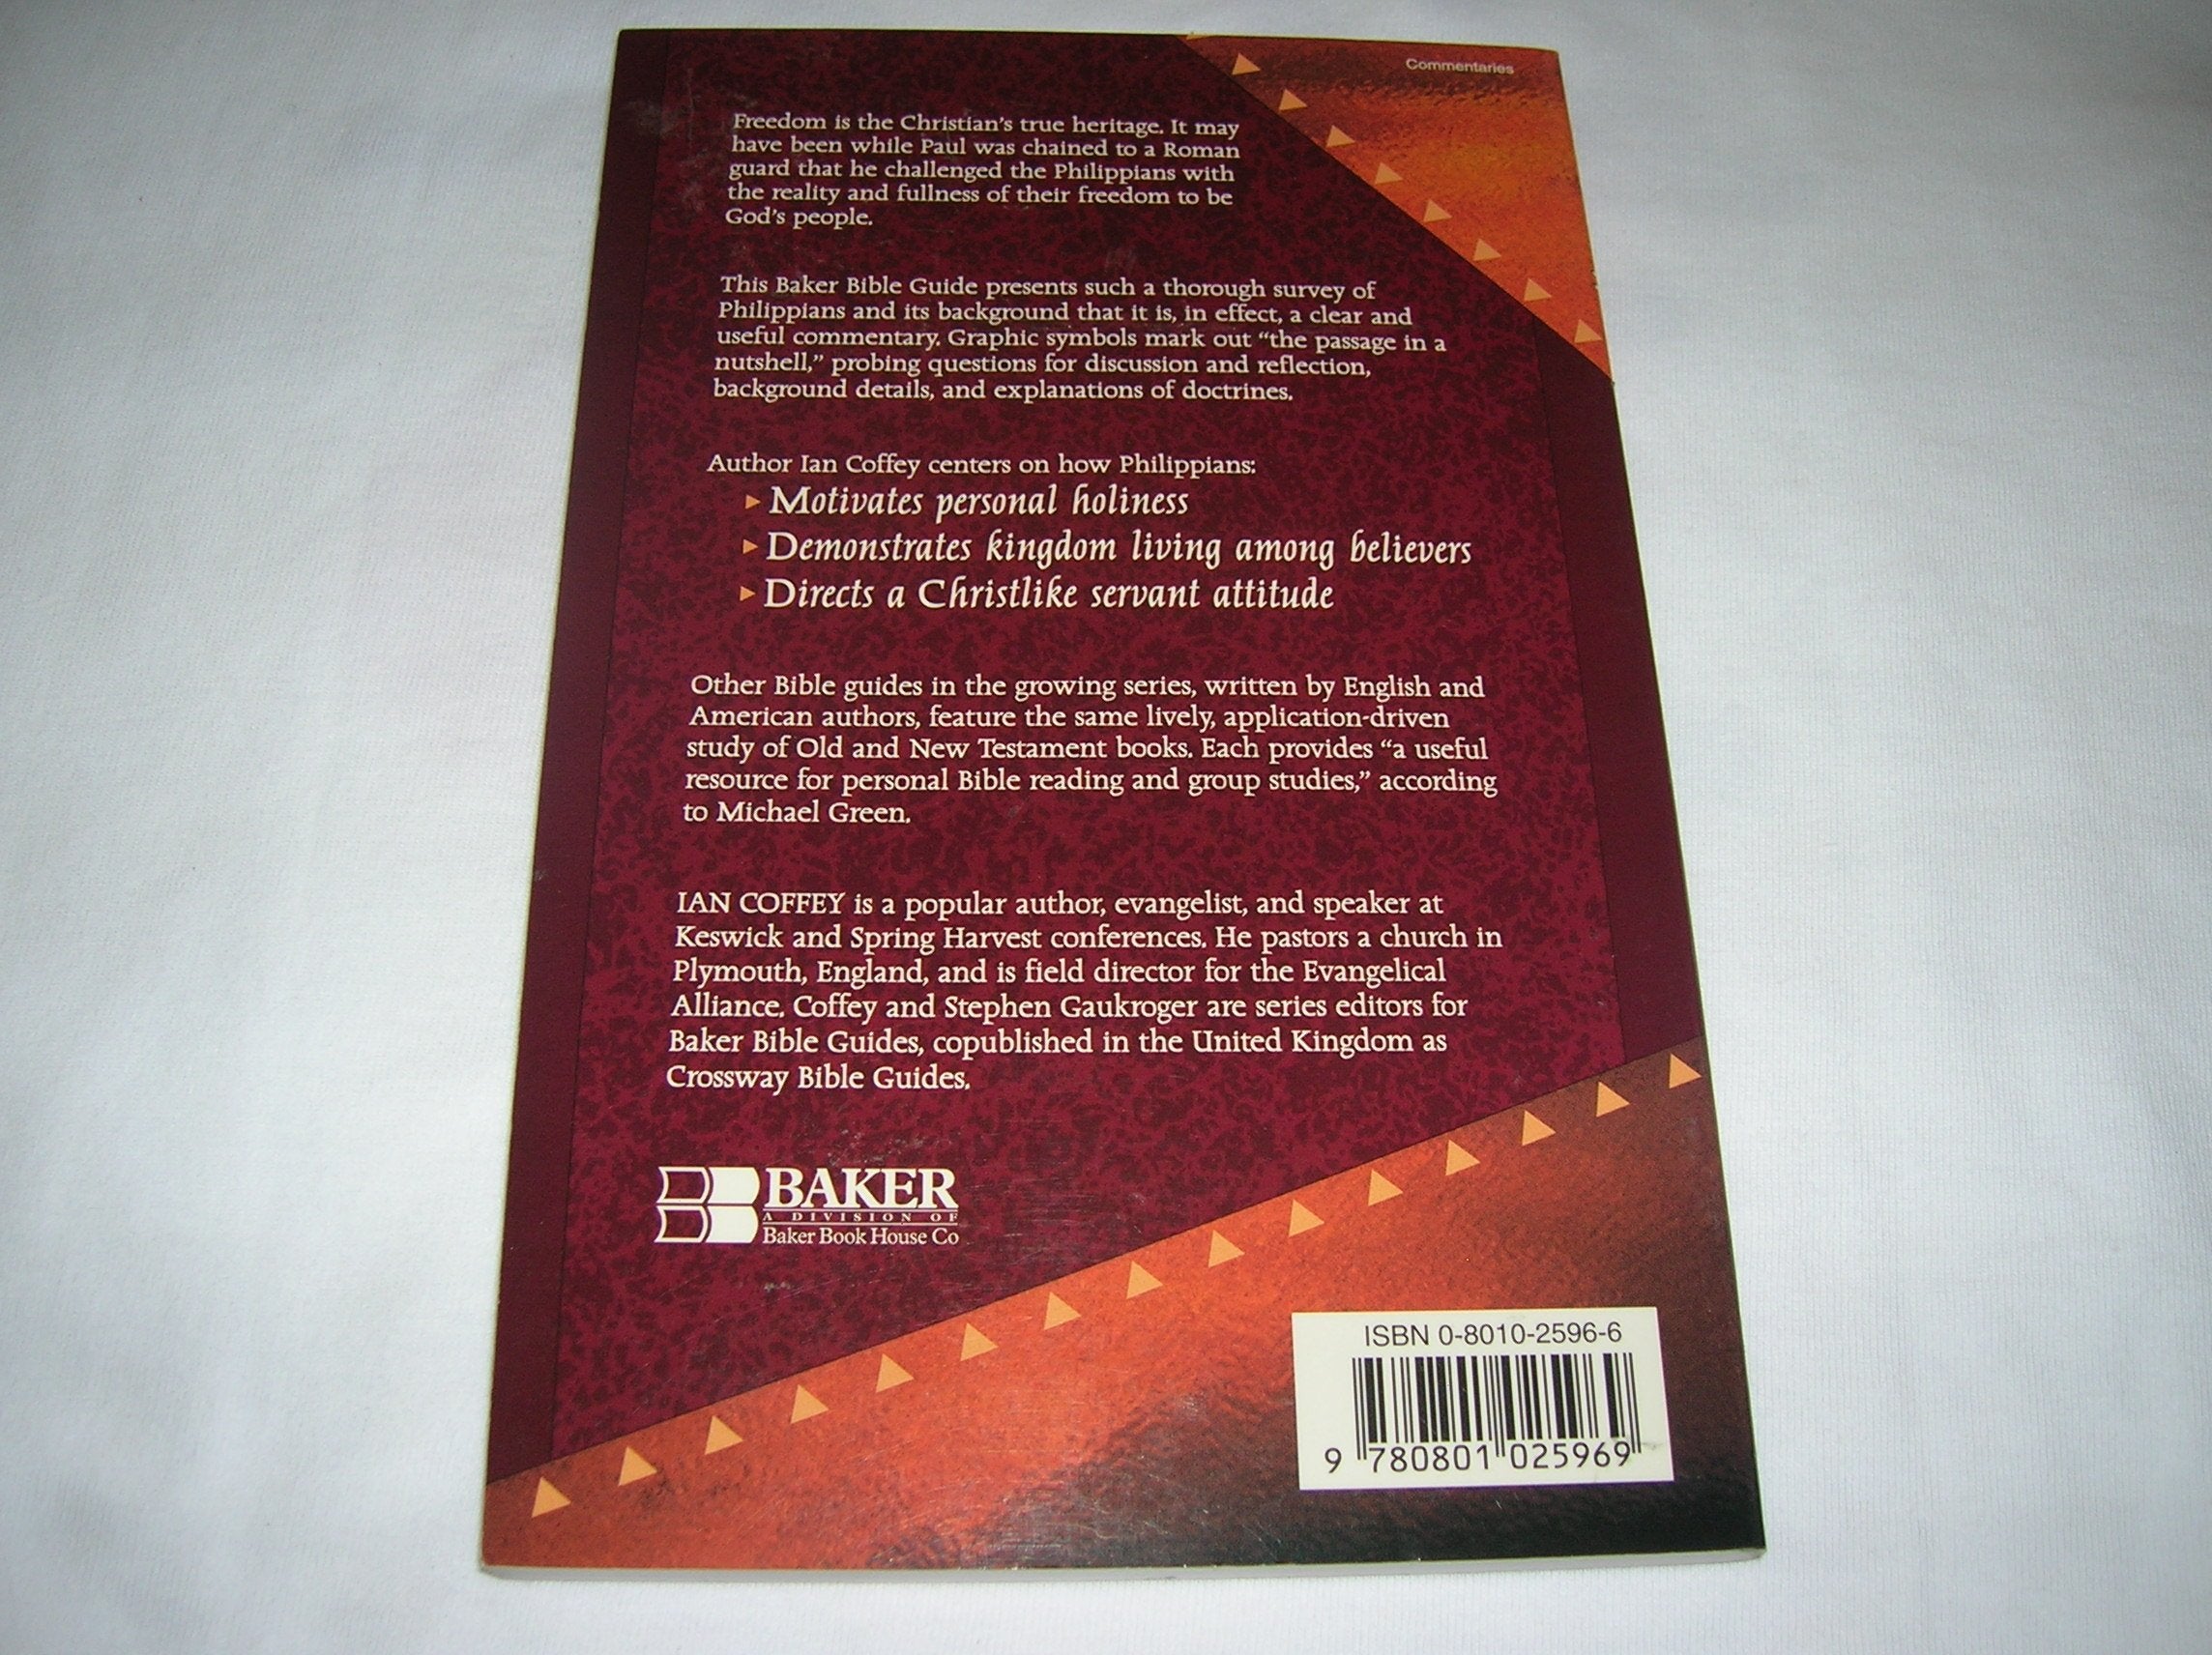 Commentaries
Freedom is the Christian's true heritage. It may
have been while Paul was chained to a Roman
guard that he challenged the Philippians with
the reality and fullness of their freedom to be
God's people.
This Baker Bible Guide presents such a thorough survey of
Philippians and its background that it is, in effect, a clear and
useful commentary. Graphic symbols mark out “the passage in a
nutshell,” probing questions for discussion and reflection,
background details, and explanations of doctrines.
Author Ian Coffey centers on how Philippians:
Motivates personal holiness
Demonstrates kingdom living among believers
Directs a Christlike servant attitude
Other Bible guides in the growing series, written by English and
American authors, feature the same lively, application-driven
study of Old and New Testament books. Each provides “a useful
resource for personal Bible reading and group studies,” according
to Michael Green.
IAN COFFEY is a popular author, evangelist, and speaker at
Keswick and Spring Harvest conferences. He pastors a church in
Plymouth, England, and is field director for the Evangelical
Alliance. Coffey and Stephen Gaukroger are series editors for
Baker Bible Guides, copublished in the United Kingdom as
Crossway Bible Guides.
BAKER
A DIVISION OF
Baker Book House Co
ISBN 0-8010-2596-6
9 780801 025969